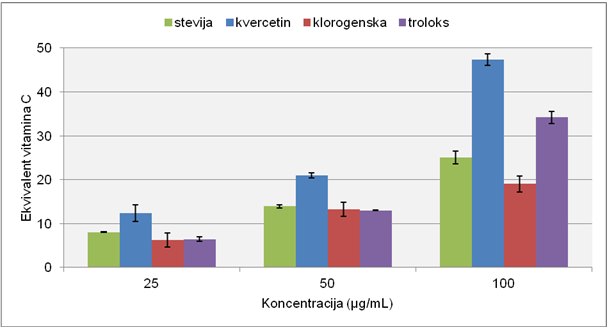 stevija kvercetin klorogenska troloks
50
40
30
20
10
0
Ekvivalent vitamina C
25 50 100
Koncentracija (µg/mL)